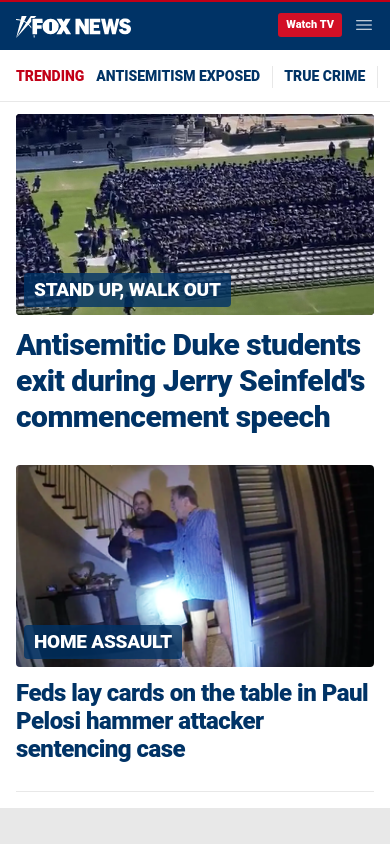 FOX NEWS
Watch TV
TRENDING
ANTISEMITISM EXPOSED
TRUE CRIME
STAND UP, WALK OUT
Antisemitic Duke students
exit during Jerry Seinfeld's
commencement speech
HOME ASSAULT
Feds lay cards on the table in Paul
Pelosi hammer attacker
sentencing case